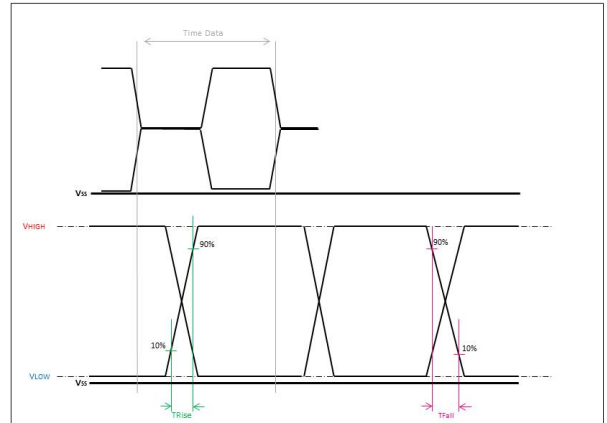 Time Data
Vss
VHIGH
90%
90%
10%
10%
VLOW
Vss
TRise
TFall